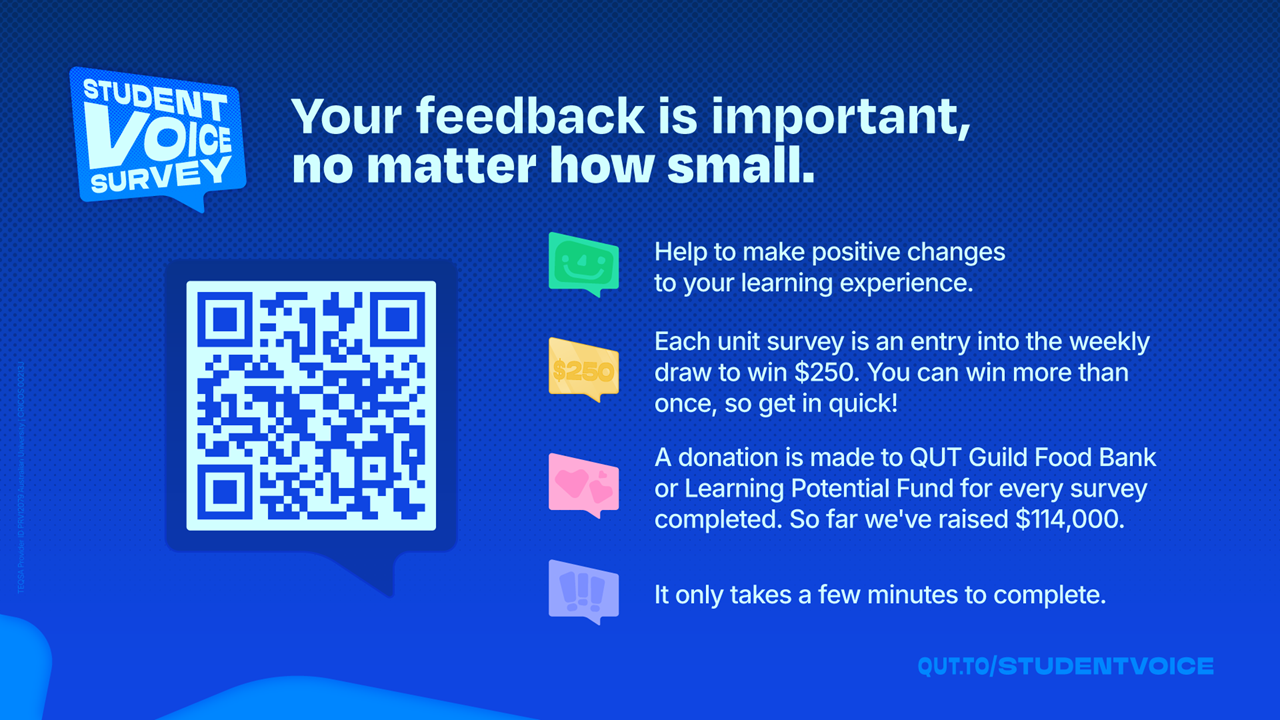 STUDENT
VOICE
SURVEY
Your feedback is important,
no matter how small.
Help to make positive changes
to your learning experience.
$250
Each unit survey is an entry into the weekly
draw to win $250. You can win more than
once, so get in quick!
A donation is made to QUT Guild Food Bank
or Learning Potential Fund for every survey
completed. So far we've raised $114,000.
!!!
It only takes a few minutes to complete.
QUT.TO/STUDENTVOICE